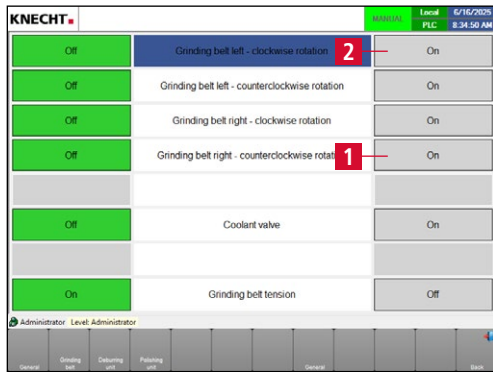 KNECHT.
MANUAL
Local 6/16/2025
PLC 8:34:50 AM
Off Grinding belt left - clockwise rotation 2 On
Off Grinding belt left - counterclockwise rotation On
Off Grinding belt right - clockwise rotation On
Off Grinding belt right - counterclockwise rotati 1 On
Off Coolant valve On
On Grinding belt tension Off
Administrator Level: Administrator
General Grinding belt Deburring unit Polishing unit General Back